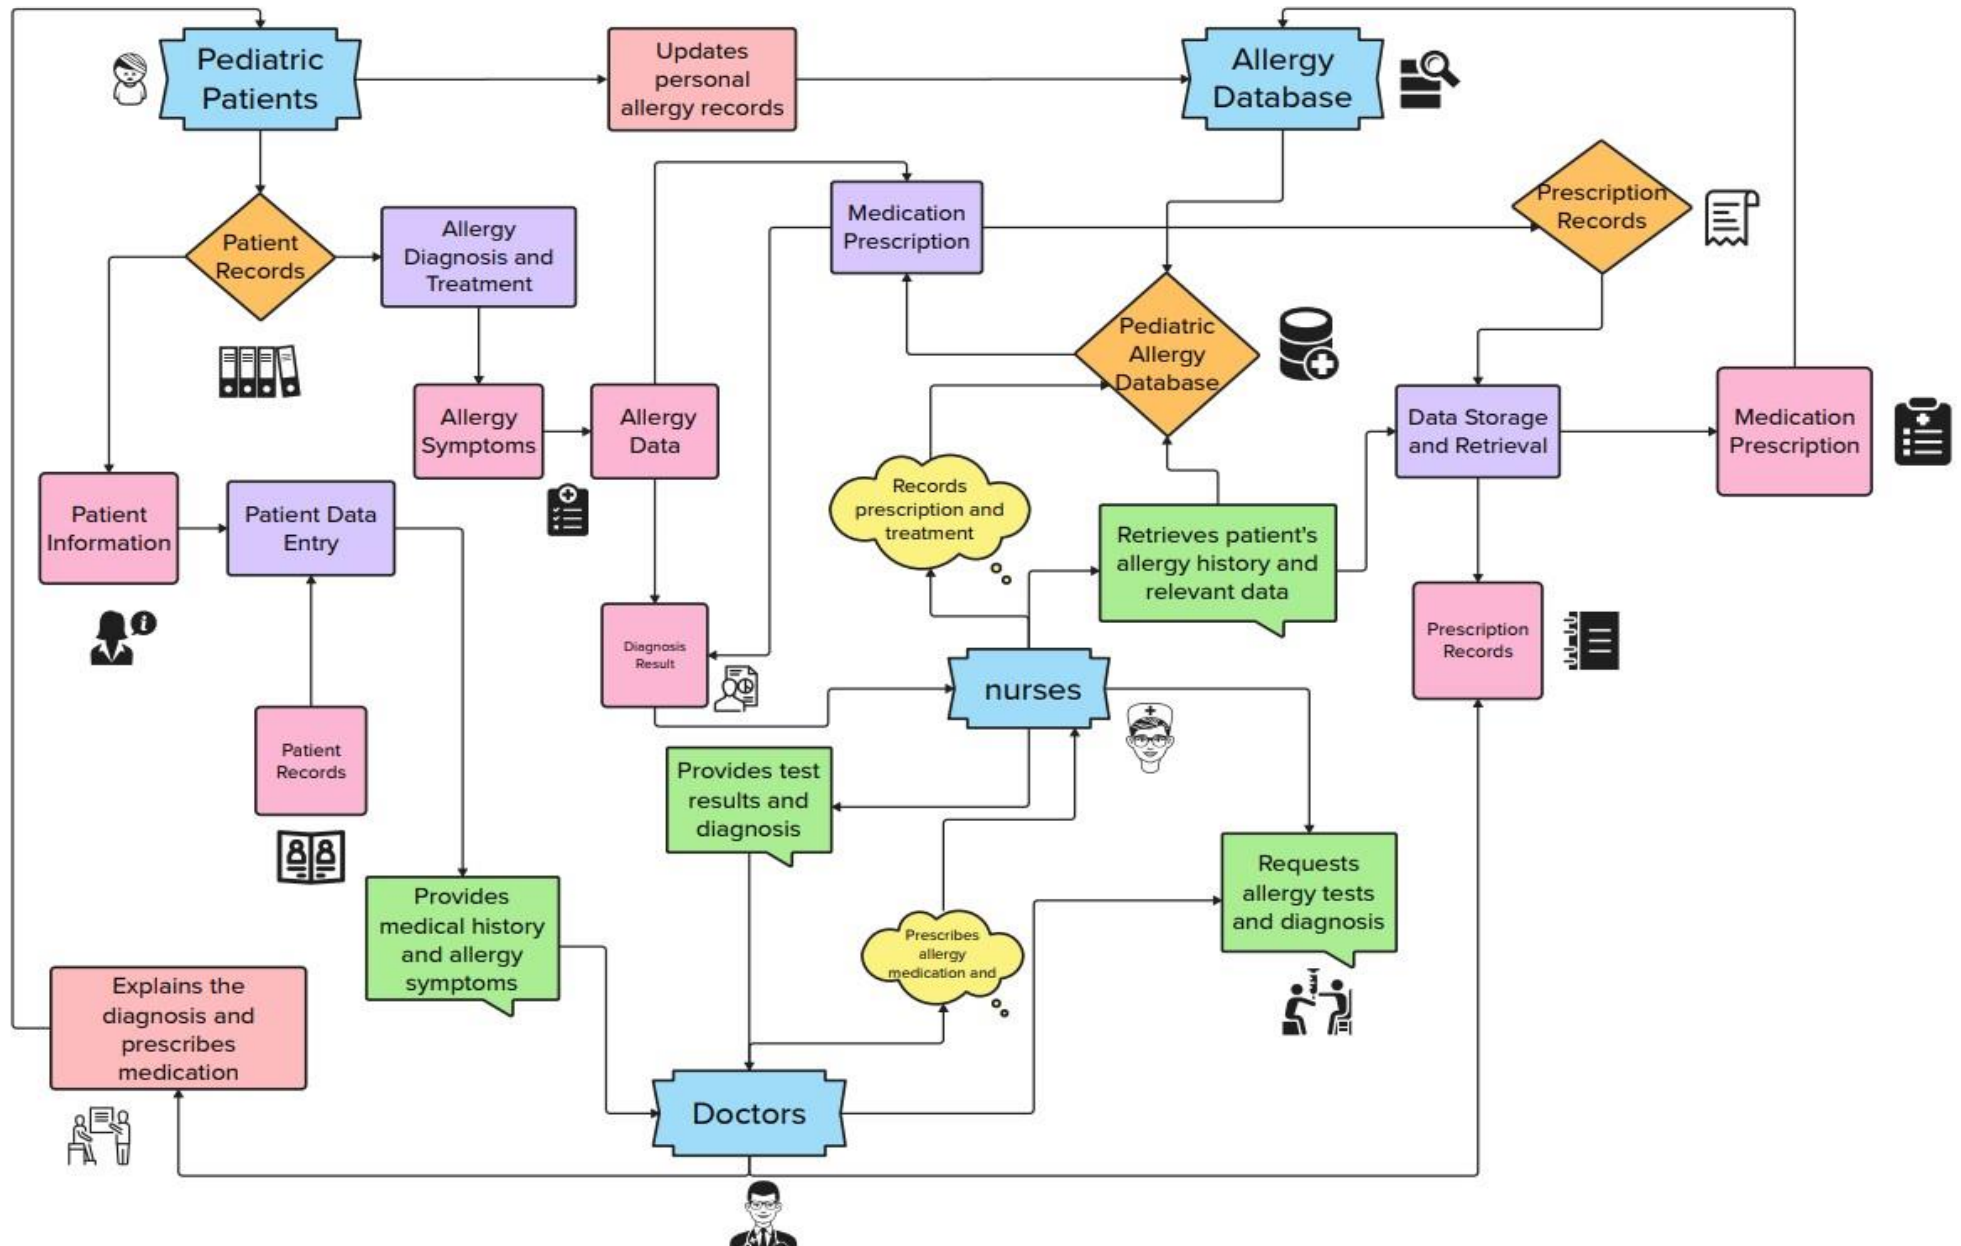 Pediatric
Patients
Updates
personal
allergy records
Allergy
Database
Patient
Records
Allergy
Diagnosis and
Treatment
Medication
Prescription
Prescription
Records
Pediatric
Allergy
Database
Allergy
Symptoms
Allergy
Data
Data Storage
and Retrieval
Medication
Prescription
Patient
Information
Patient Data
Entry
Records
prescription and
treatment
Retrieves patient's
allergy history and
relevant data
Diagnosis
Result
Prescription
Records
nurses
Patient
Records
Provides test
results and
diagnosis
Provides
medical history
and allergy
symptoms
Prescribes
allergy
medication and
Requests
allergy tests
and diagnosis
Explains the
diagnosis and
prescribes
medication
Doctors